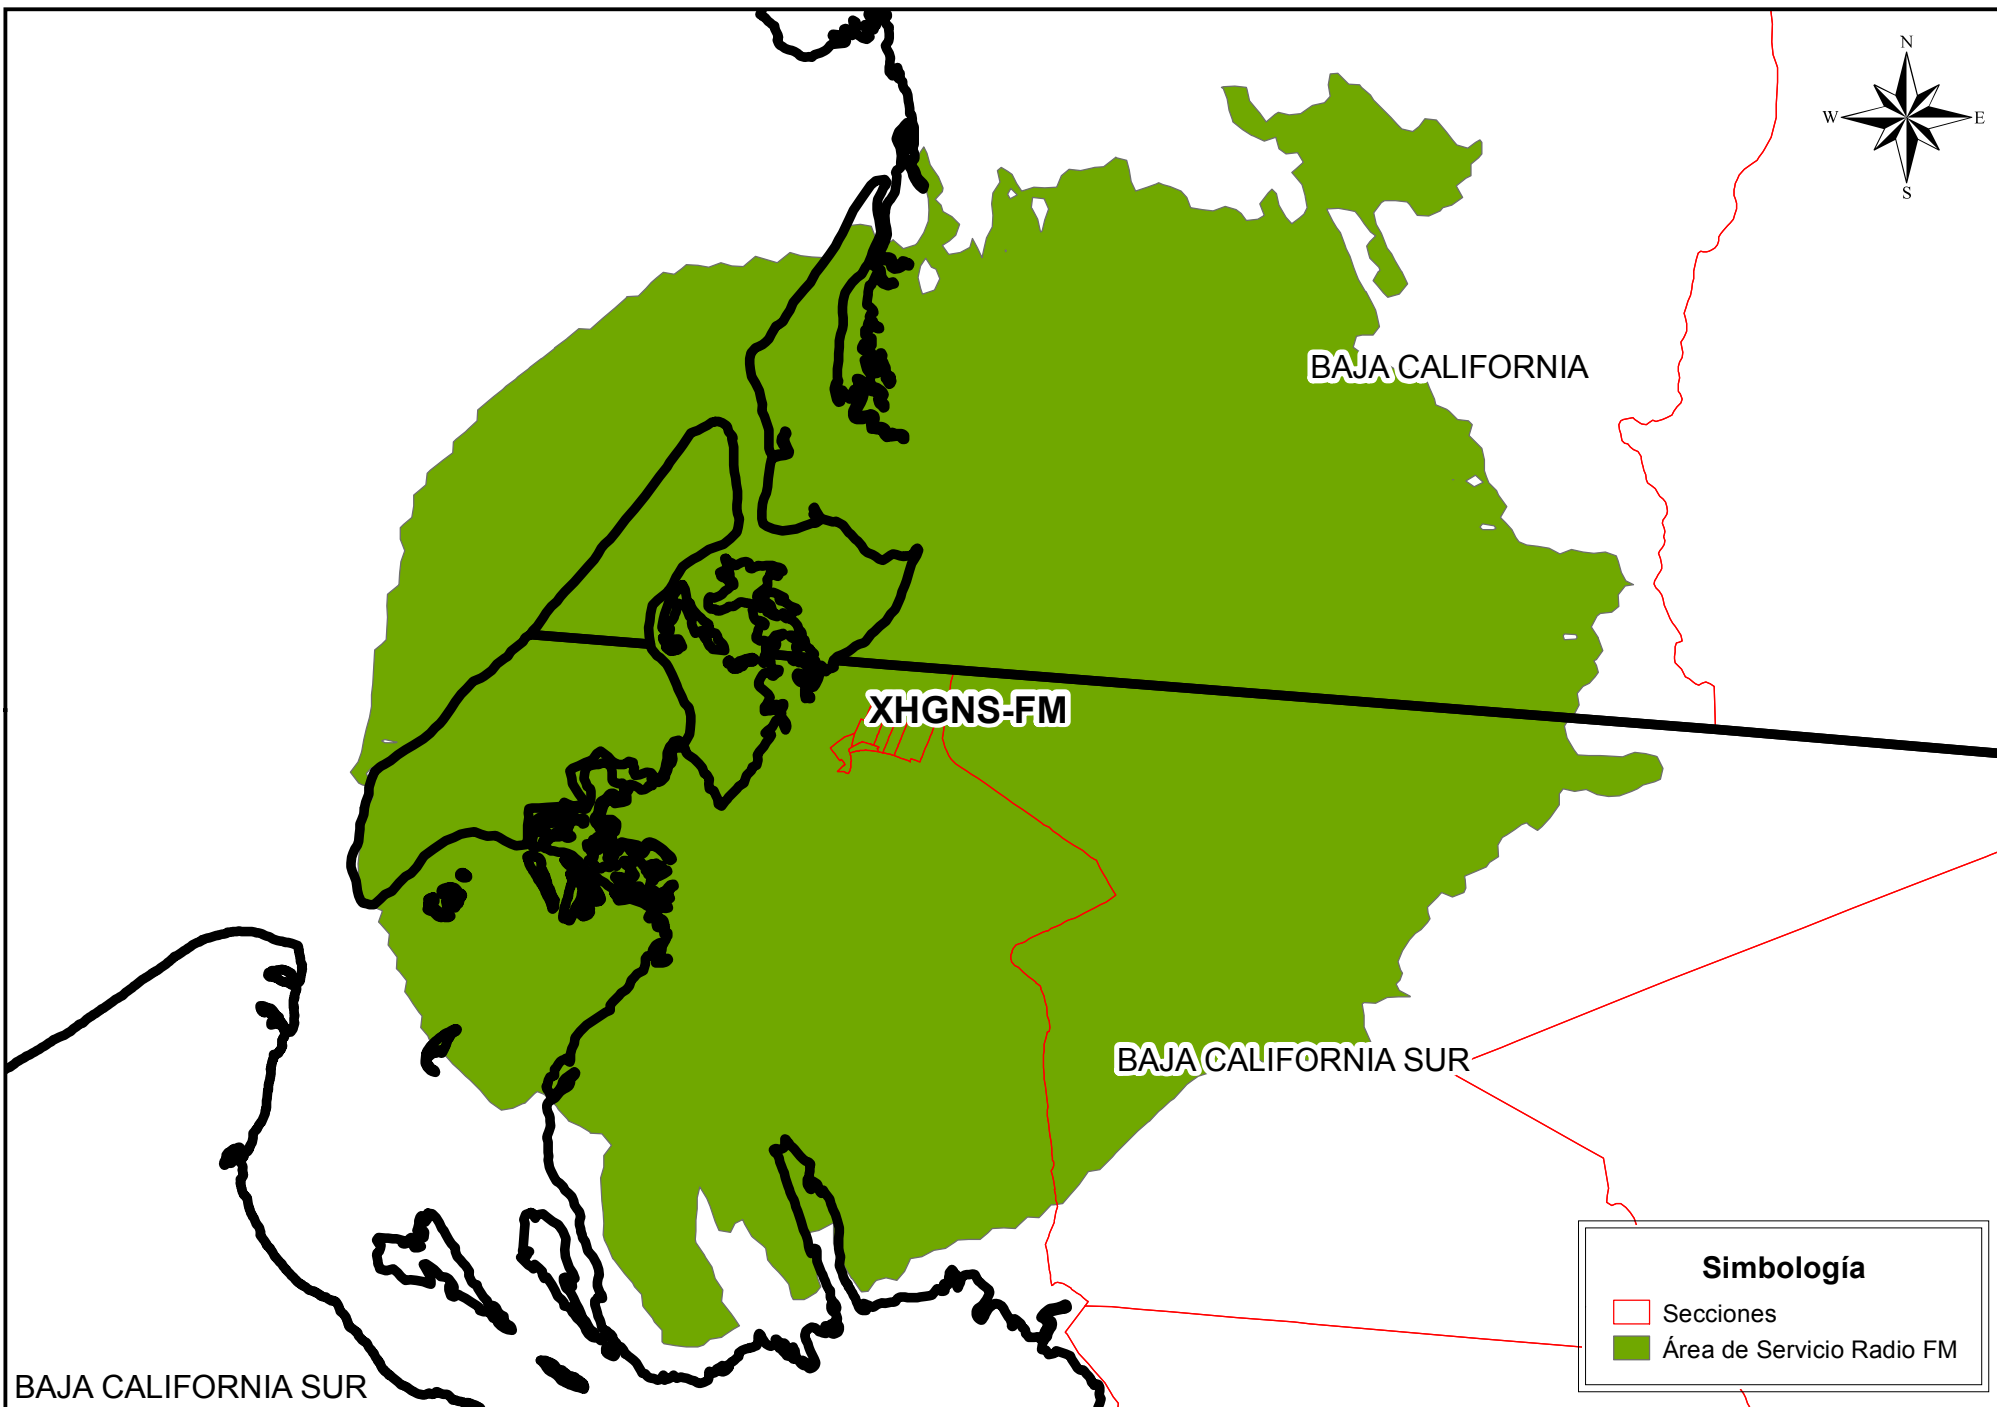 N
W E
S
BAJA CALIFORNIA
XHGNS-FM
BAJA CALIFORNIA SUR
Simbología
Secciones
Área de Servicio Radio FM
BAJA CALIFORNIA SUR